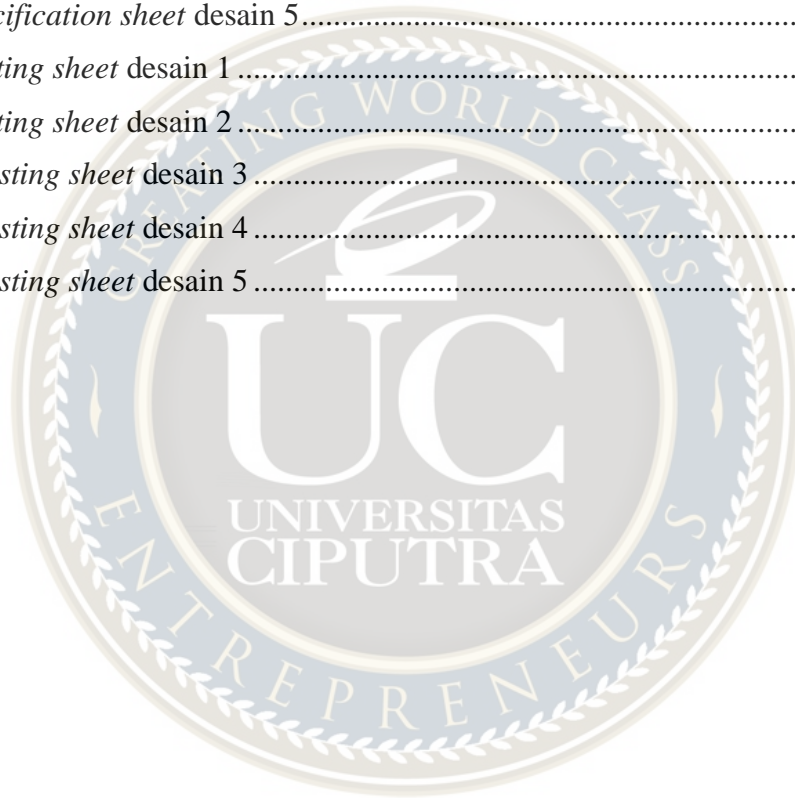 cification sheet desain 5........................................................
ting sheet desain 1........................................................
ting sheet desain 2........................................................
sting sheet desain 3........................................................
sting sheet desain 4........................................................
sting sheet desain 5........................................................
CREATING WORLD CLASS
UC
UNIVERSITAS
CIPUTRA
ENTREPRENEURS